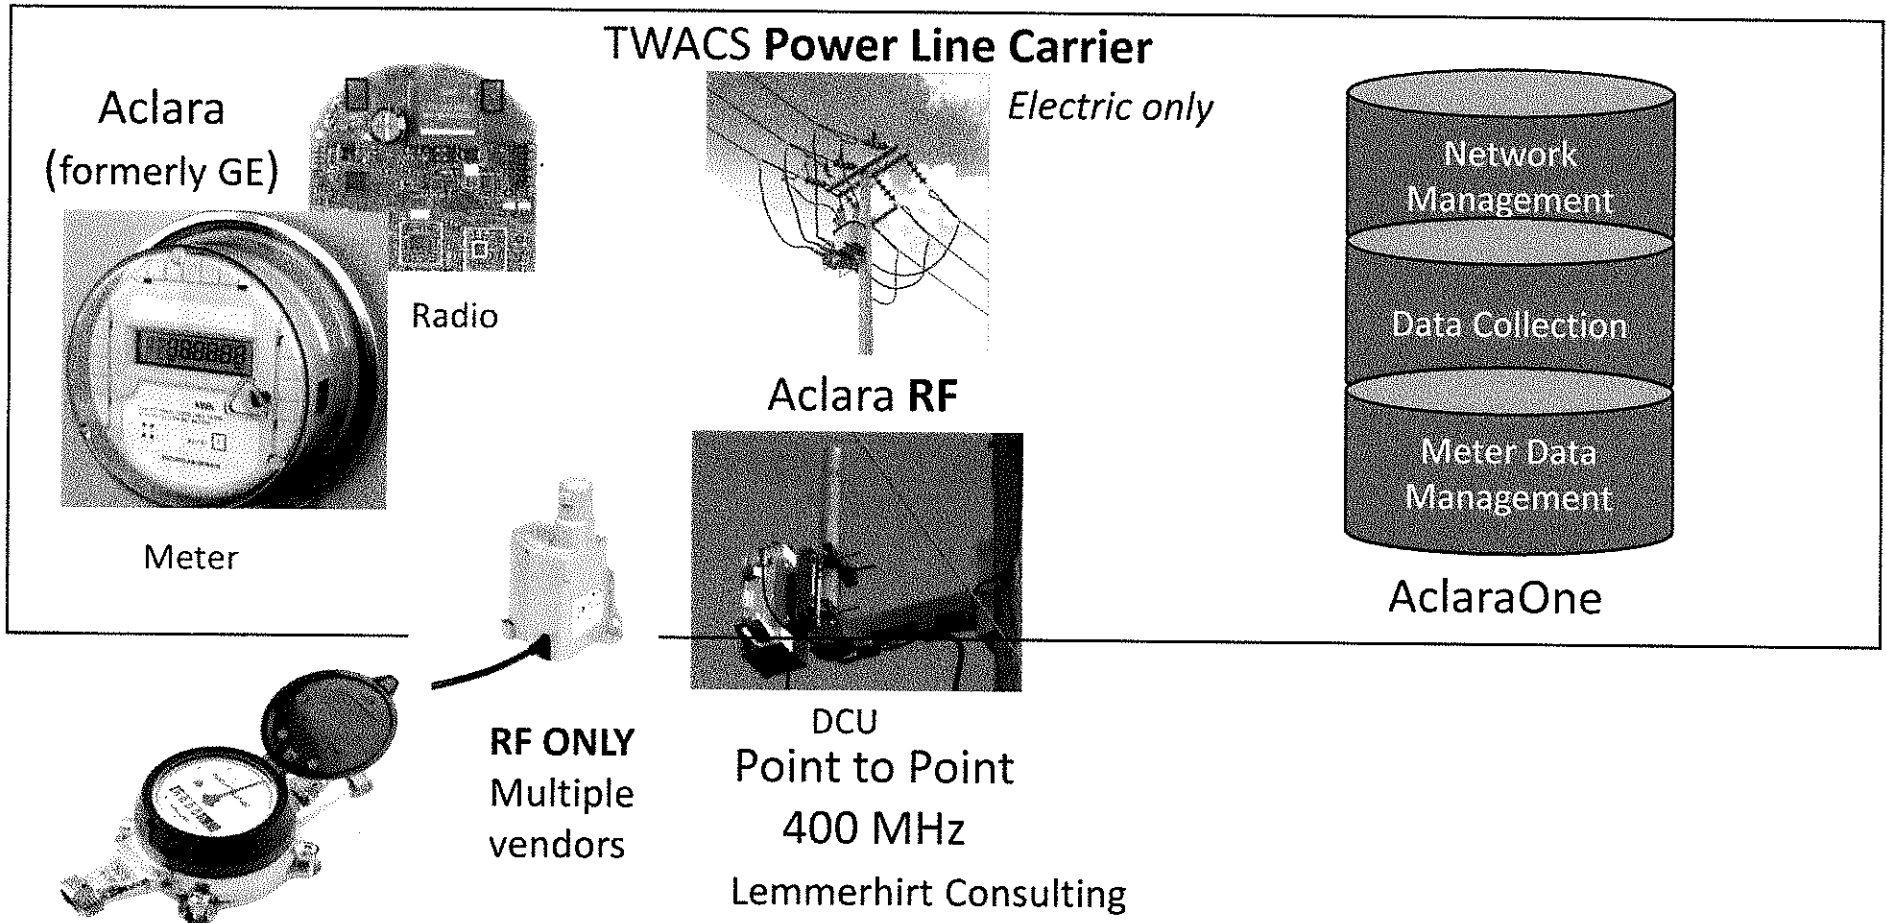 TWACS Power Line Carrier
Aclara
(formerly GE)
Electric only
Radio
Meter
Aclara RF
Network
Management
Data Collection
Meter Data
Management
AclaraOne
RF ONLY
Multiple
vendors
DCU
Point to Point
400 MHz
Lemmerhirt Consulting